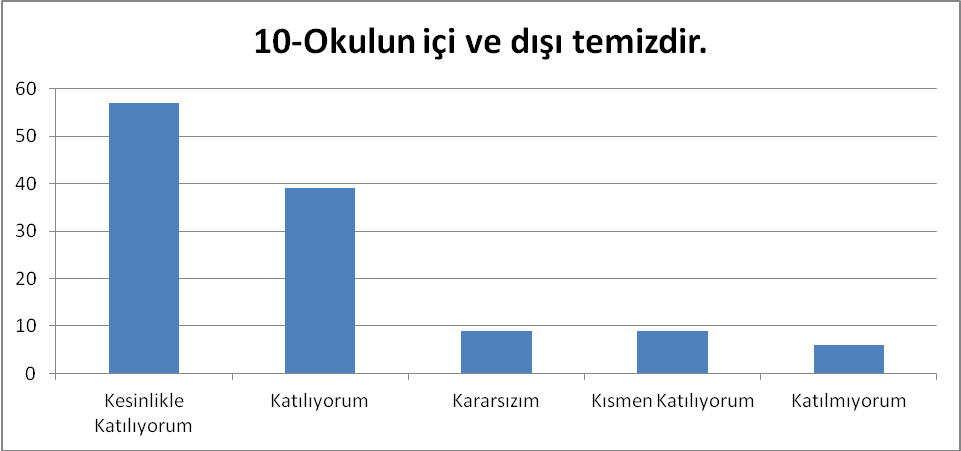 10-Okulun içi ve dışı temizdir.
60
50
40
30
20
10
0
Kesinlikle
Katılıyorum
Katılıyorum
Kararsızım
Kısmen Katılıyorum
Katılmıyorum